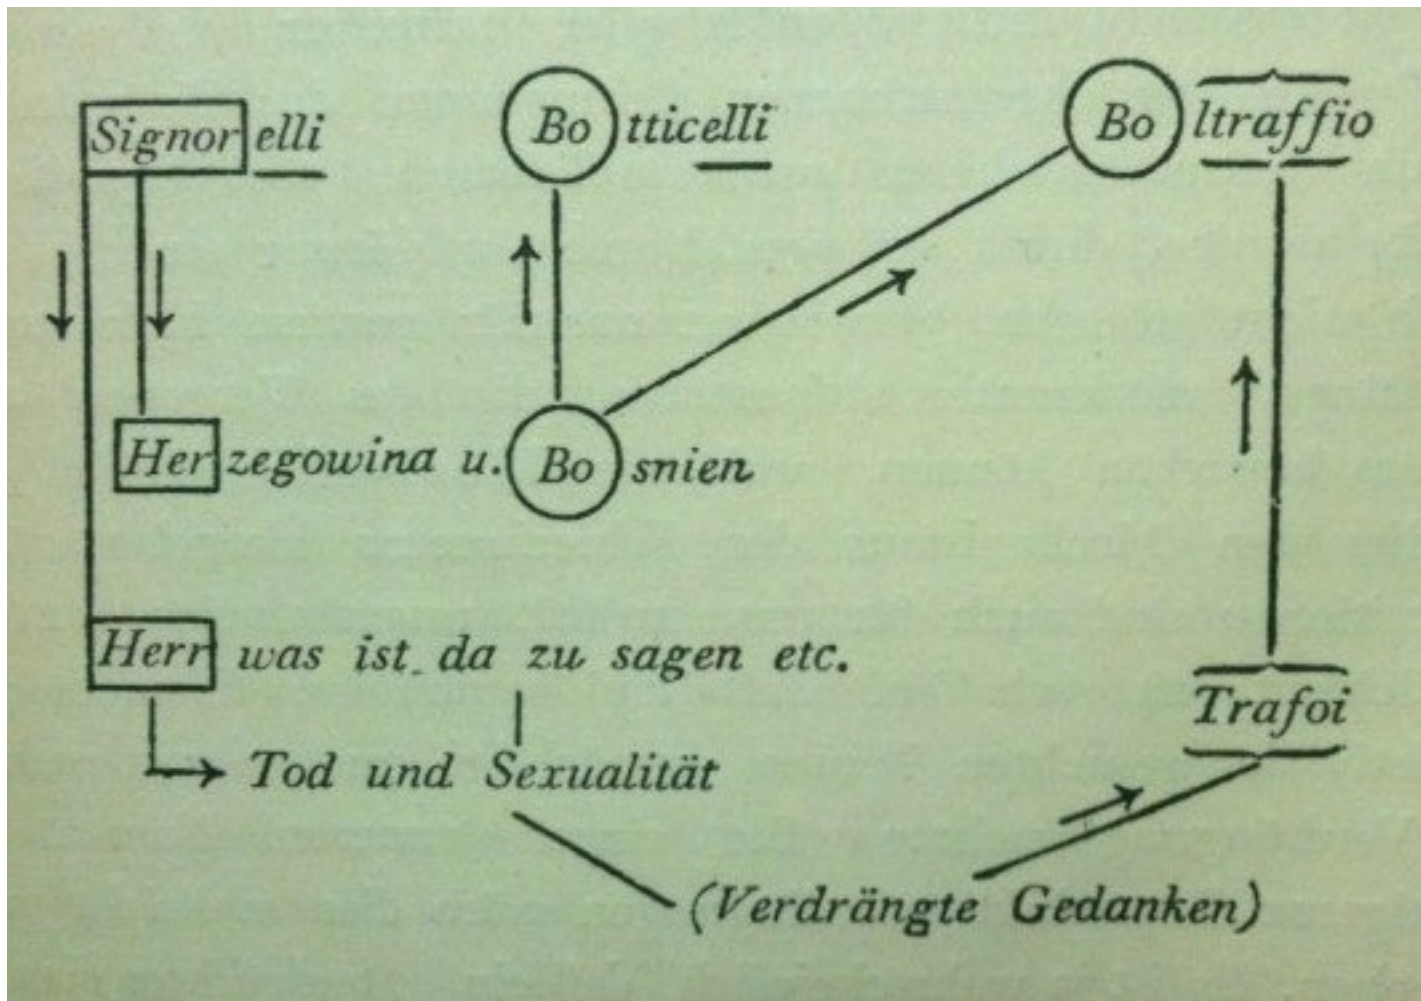 Signorelli Botticelli Boltraffio
Herzegowina u. Bosnien
Herr was ist da zu sagen etc.
Trafoi
Tod und Sexualität
(Verdrängte Gedanken)